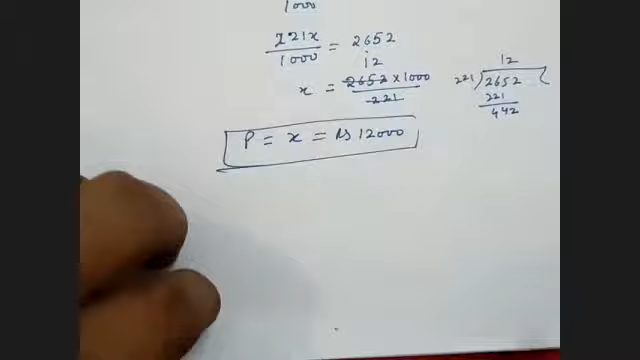 1000
221x/1000 = 2652
12
x = 2652 × 1000/221
P = x = Rs 12000
12
221) 2652
221
442